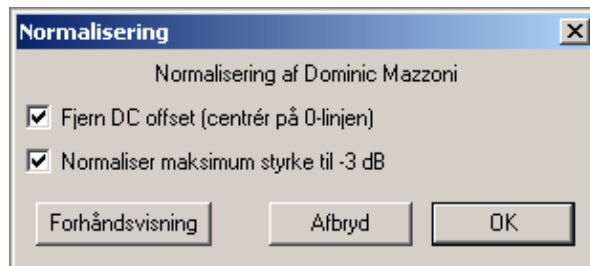 Normalisering
Normalisering af Dominic Mazzoni
Fjern DC offset (centrér på 0-linjen)
Normaliser maksimum styrke til -3 dB
Forhåndsvisning Afbryd OK